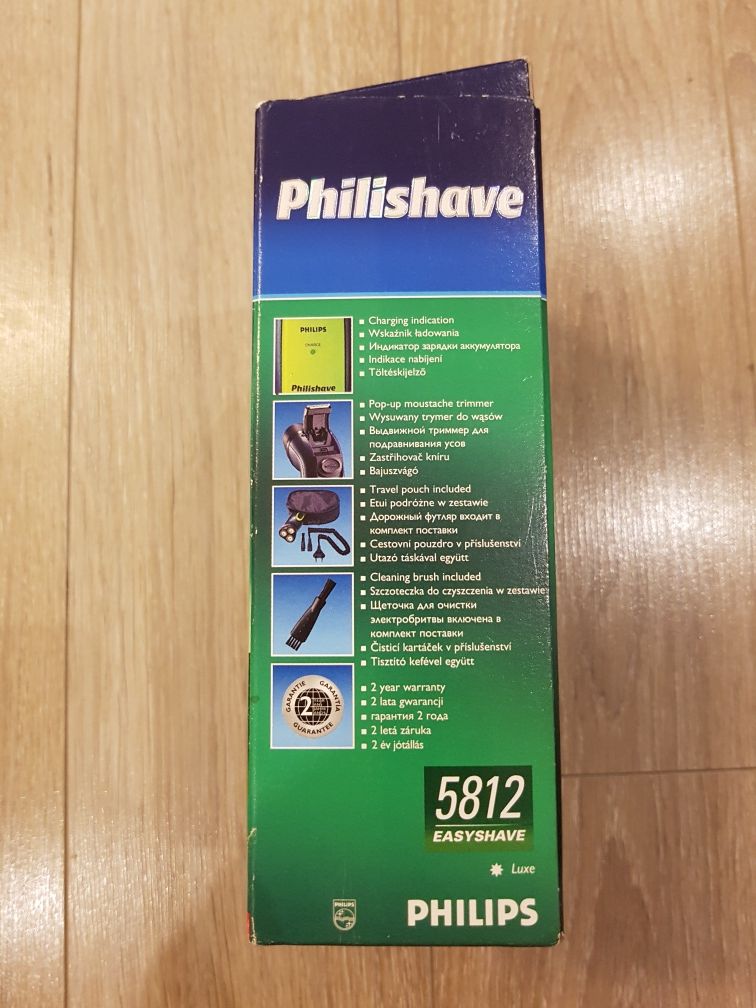 Philishave
PHILIPS
CHARGE
Philishave
▪ Charging indication
▪ Wskaźnik ładowania
▪ Индикатор зарядки аккумулятора
▪ Indikace nabíjení
▪ Töltéskijelző
▪ Pop-up moustache trimmer
▪ Wysuwany trymer do wąsów
▪ Выдвижной триммер для
подравнивания усов
▪ Zastřihovač kníru
▪ Bajuszvágó
▪ Travel pouch included
▪ Etui podróżne w zestawie
▪ Дорожный футляр входит в
комплект поставки
▪ Cestovní pouzdro v příslušenství
▪ Utazó táskával együtt
▪ Cleaning brush included
▪ Szczoteczka do czyszczenia w zestawie
▪ Щеточка для очистки
электробритвы включена в
комплект поставки
▪ Čisticí kartáček v příslušenství
▪ Tisztító kefével együtt
GARANTIE GARANTIA
2
GUARANTEE
▪ 2 year warranty
▪ 2 lata gwarancji
▪ гарантия 2 года
▪ 2 letá záruka
▪ 2 év jótállás
5812
EASYSHAVE
Luxe
PHILIPS
PHILIPS